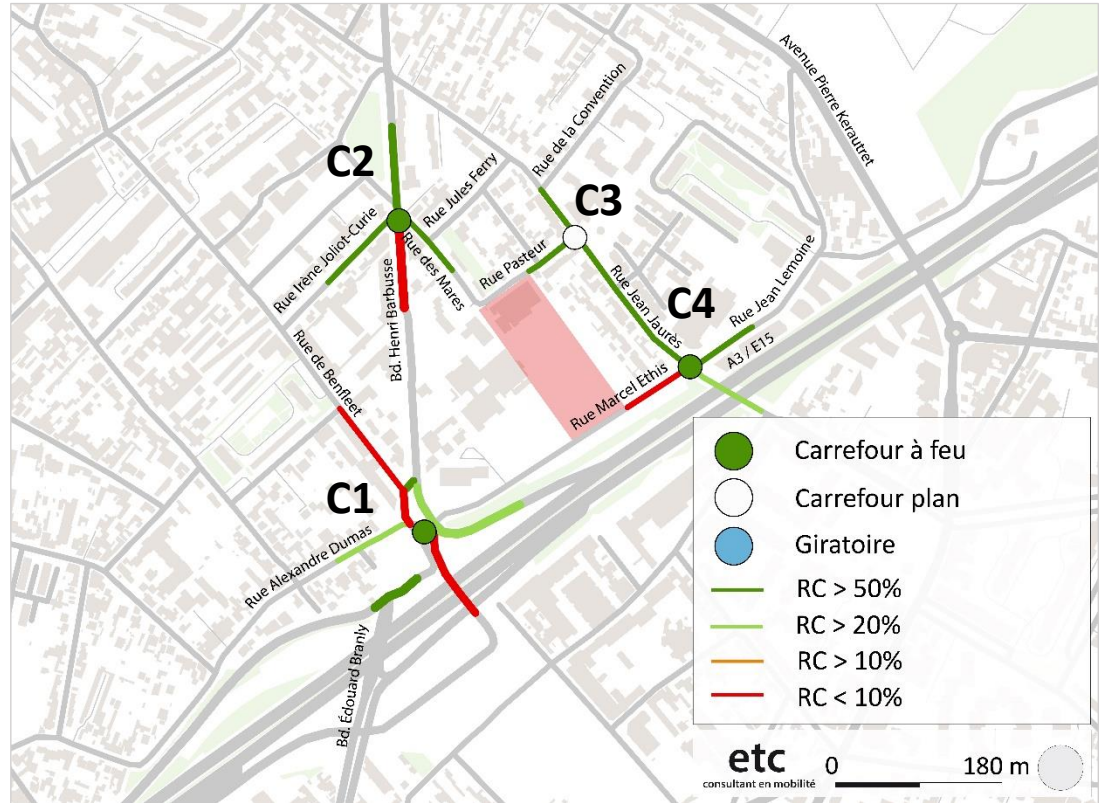 Avenue Pierre Kerautret
Rue de la Convention
C2
Rue Jules Ferry
C3
Rue Irène Joliot-Curie
Rue des Mares
Rue Pasteur
Rue Jean Jaurès
C4
Rue Jean Lemoine
Bd. Henri Barbusse
A3 / E15
Rue de Benfleet
Rue Marcel Ethis
C1
Rue Alexandre Dumas
Bd. Édouard Branly
Carrefour à feu
Carrefour plan
Giratoire
RC > 50%
RC > 20%
RC > 10%
RC < 10%
etc
consultant en mobilité
0 180 m